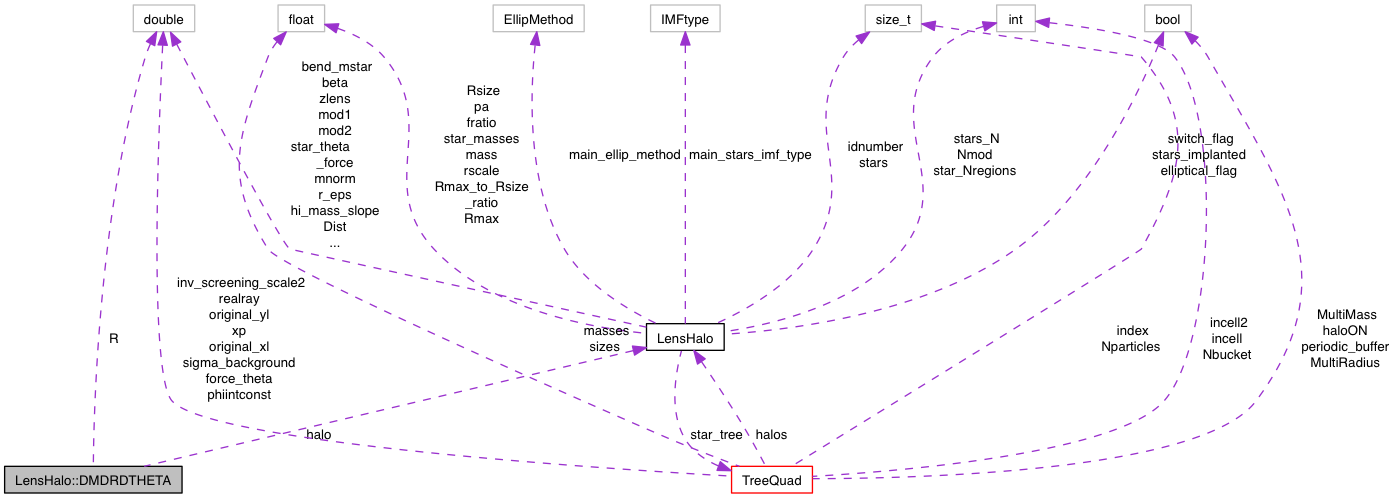 double
float
EllipMethod
IMFtype
size_t
int
bool
bend_mstar
beta
zlens
mod1
mod2
star_theta
_force
mnorm
r_eps
hi_mass_slope
Dist
...
Rsize
pa
fratio
star_masses
mass
rscale
Rmax_to_Rsize
_ratio
Rmax
main_ellip_method
main_stars_imf_type
idnumber
stars
stars_N
Nmod
star_Nregions
switch_flag
stars_implanted
elliptical_flag
R
inv_screening_scale2
realray
original_yl
xp
original_xl
sigma_background
force_theta
phiintconst
masses
sizes
LensHalo
index
Nparticles
incell2
incell
Nbucket
MultiMass
haloON
periodic_buffer
MultiRadius
halo
star_tree
halos
LensHalo::DMDRDTHETA
TreeQuad